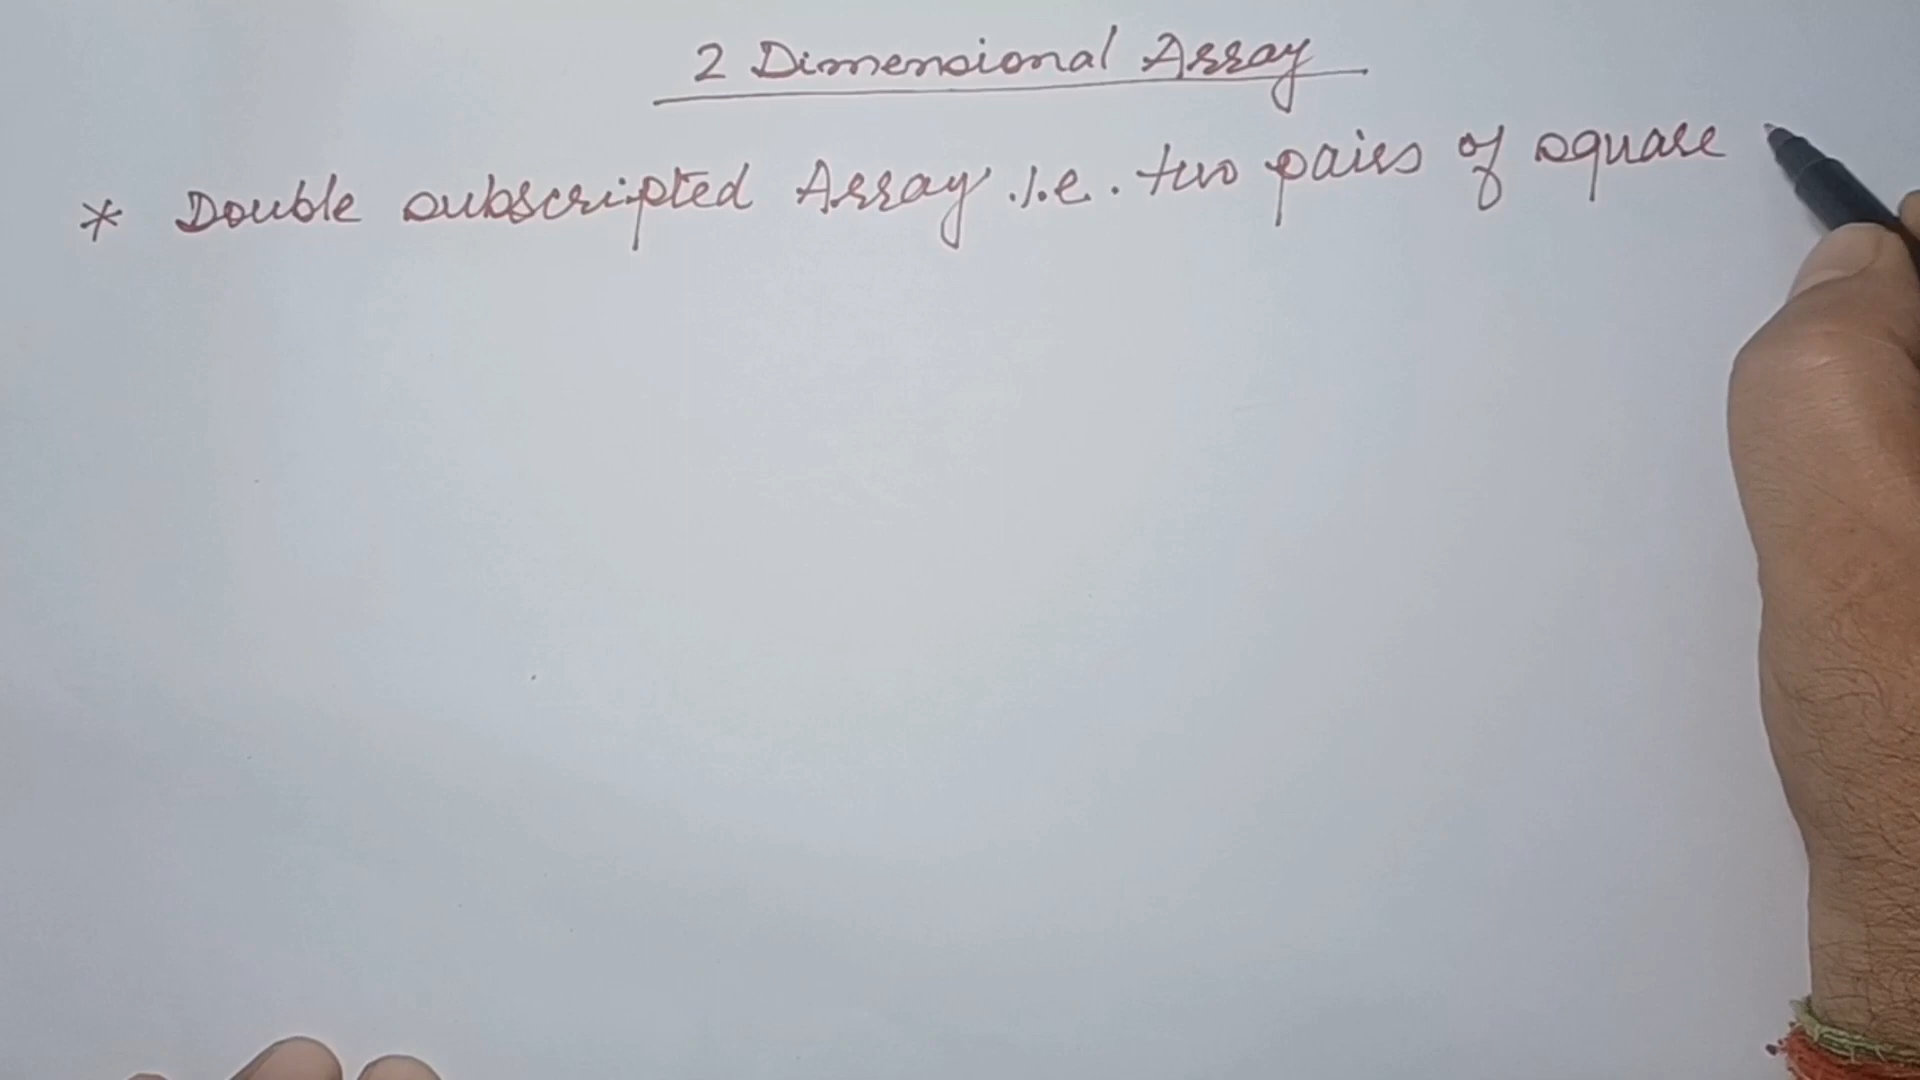 2 Dimensional Array
* Double subscripted Array i.e. two pairs of square